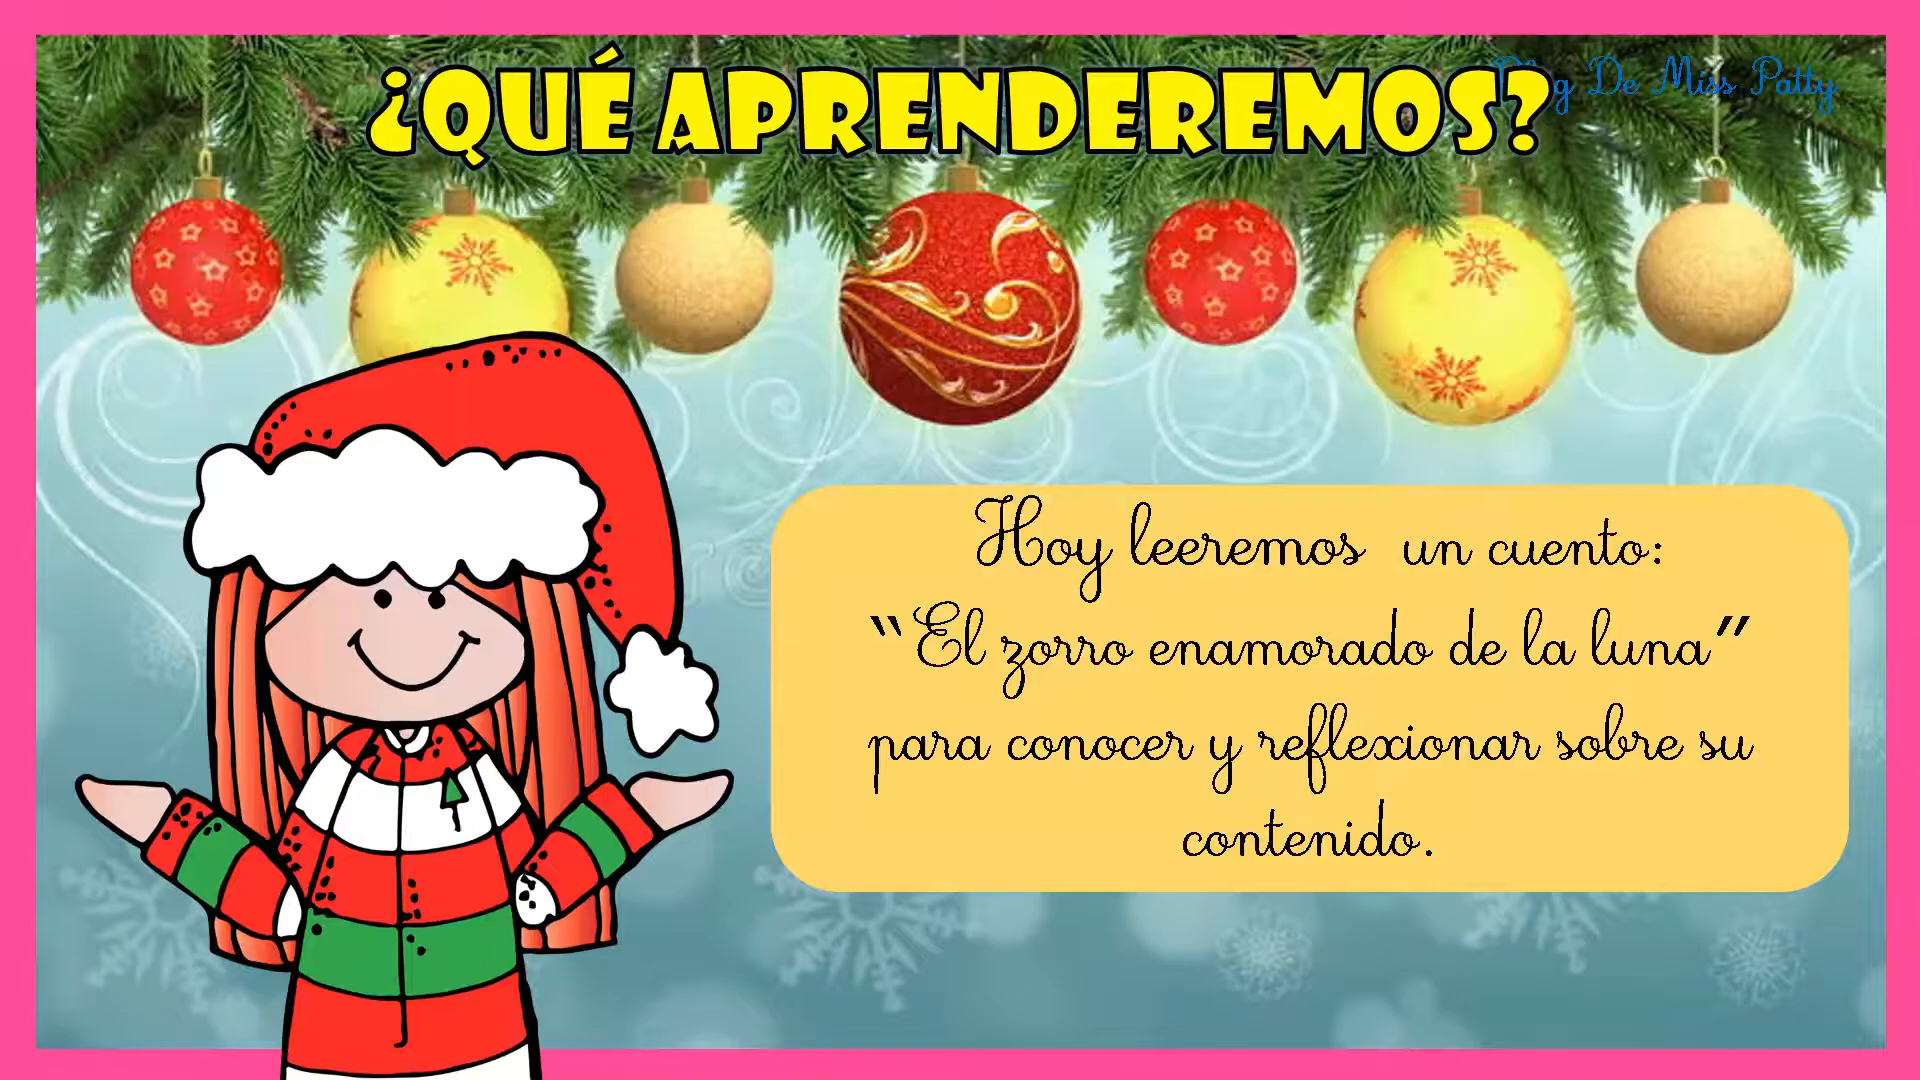 ¿QUÉ APRENDEREMOS?
De Miss Patty
Hoy leeremos un cuento:
“El zorro enamorado de la luna”
para conocer y reflexionar sobre su
contenido.